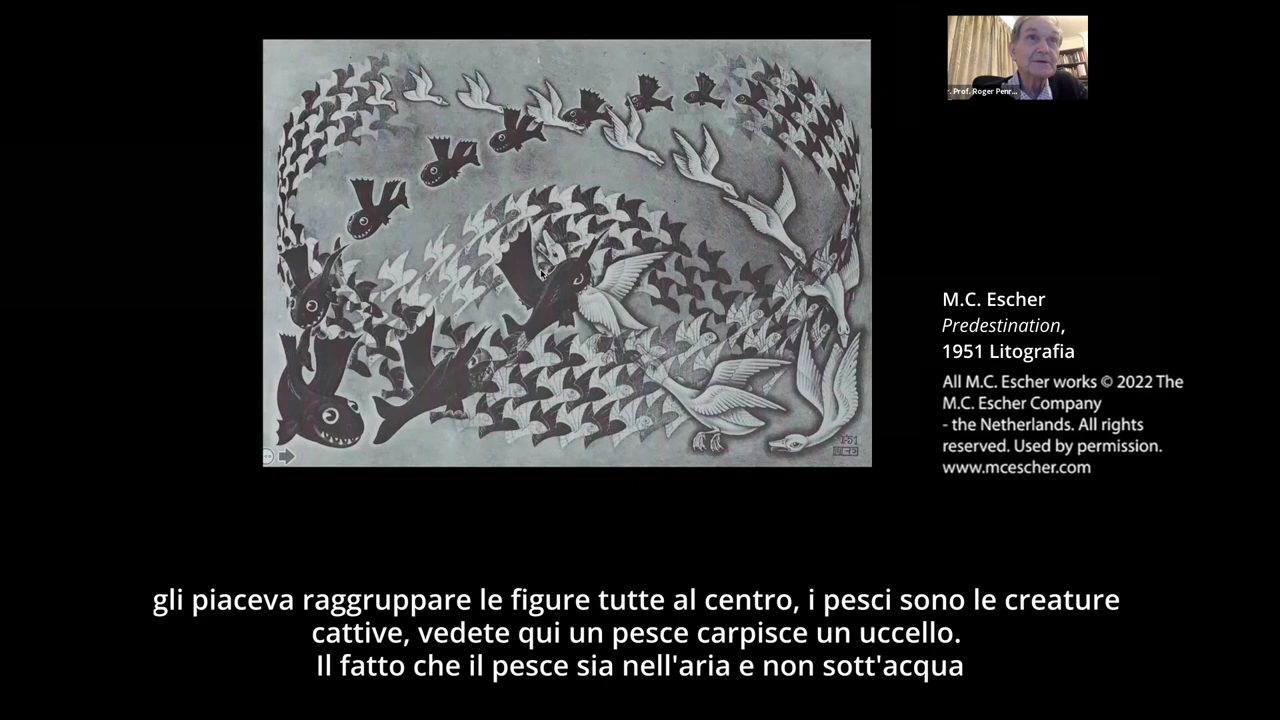 . Prof. Roger Penr...
M.C. Escher
Predestination,
1951 Litografia
All M.C. Escher works © 2022 The
M.C. Escher Company
- the Netherlands. All rights
reserved. Used by permission.
www.mcescher.com
gli piaceva raggruppare le figure tutte al centro, i pesci sono le creature
cattive, vedete qui un pesce carpisce un uccello.
Il fatto che il pesce sia nell'aria e non sott'acqua